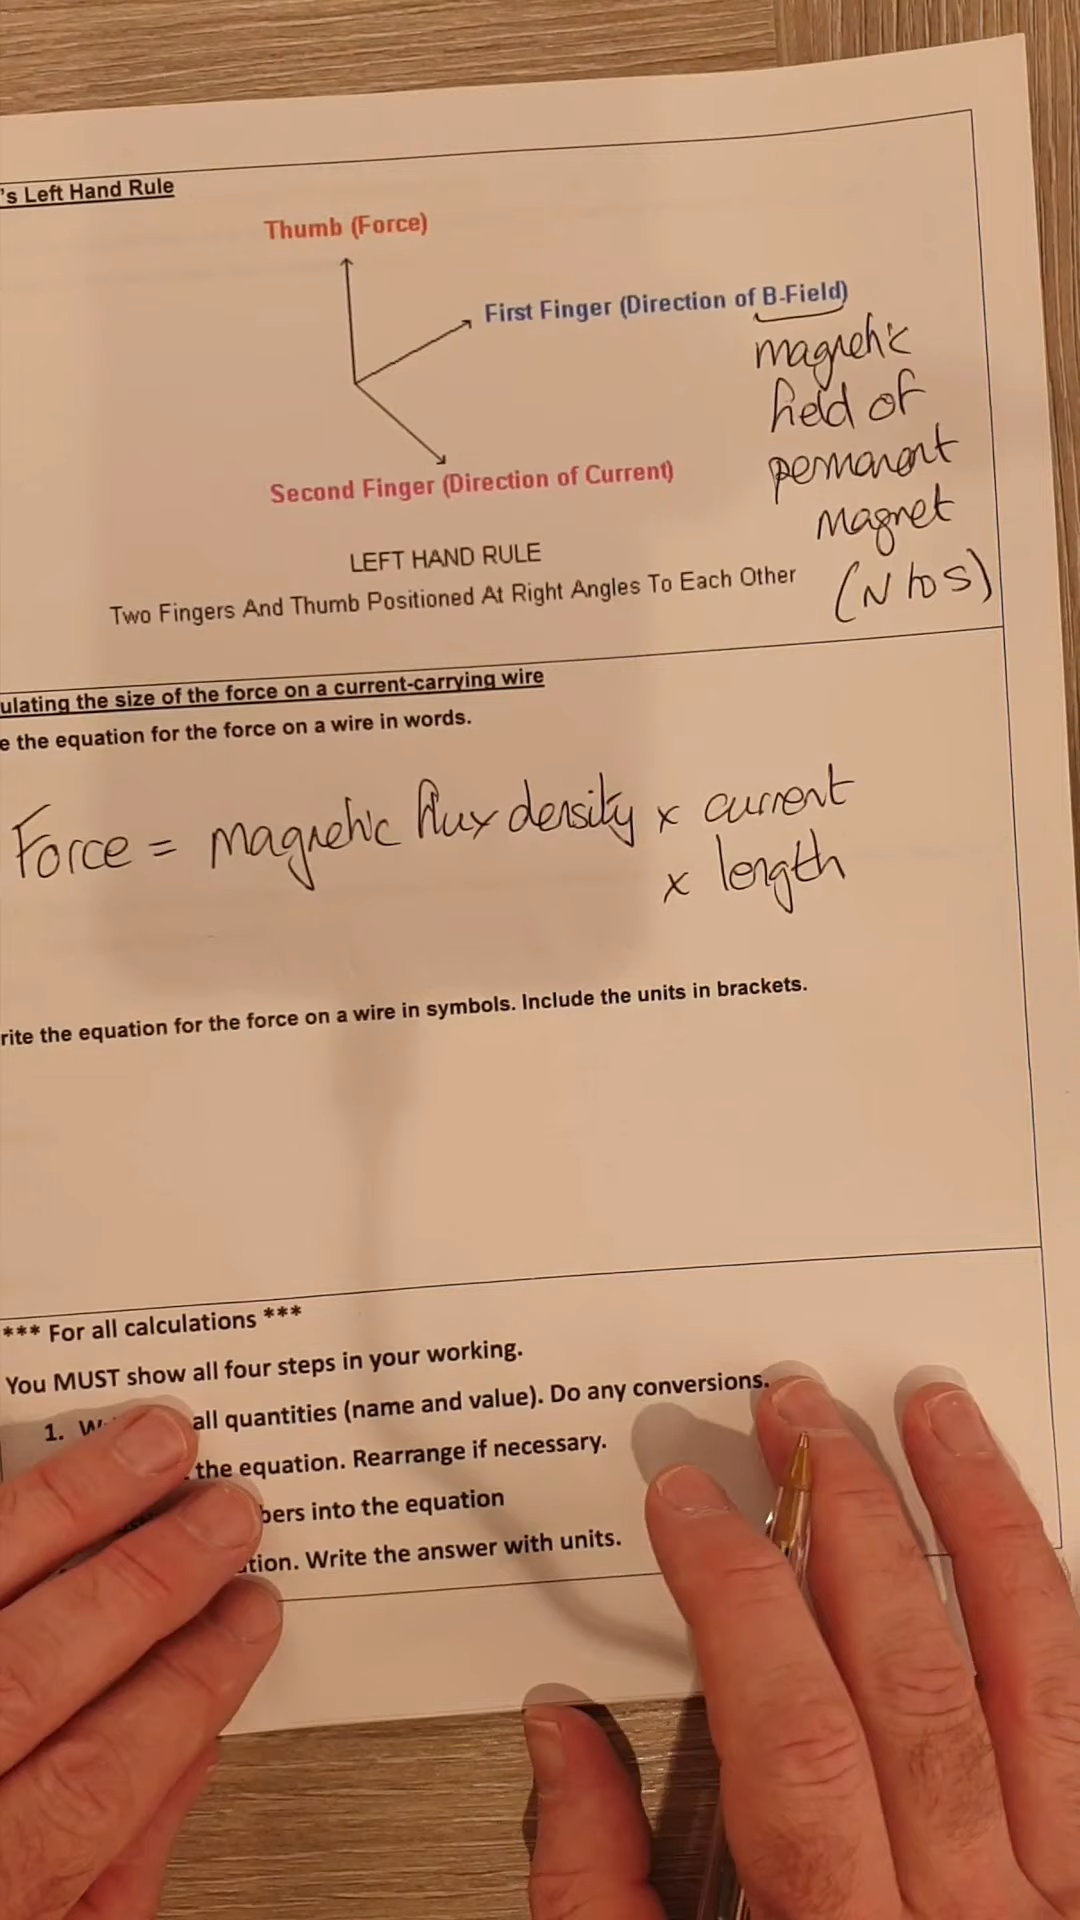 's Left Hand Rule
Thumb (Force)
First Finger (Direction of B-Field)
magnetic
field of
permanent
magnet
(N to S)
Second Finger (Direction of Current)
LEFT HAND RULE
Two Fingers And Thumb Positioned At Right Angles To Each Other
ulating the size of the force on a current-carrying wire
e the equation for the force on a wire in words.
Force = magnetic flux density x current
x length
rite the equation for the force on a wire in symbols. Include the units in brackets.
*** For all calculations ***
You MUST show all four steps in your working.
1. all quantities (name and value). Do any conversions.
the equation. Rearrange if necessary.
bers into the equation
tion. Write the answer with units.